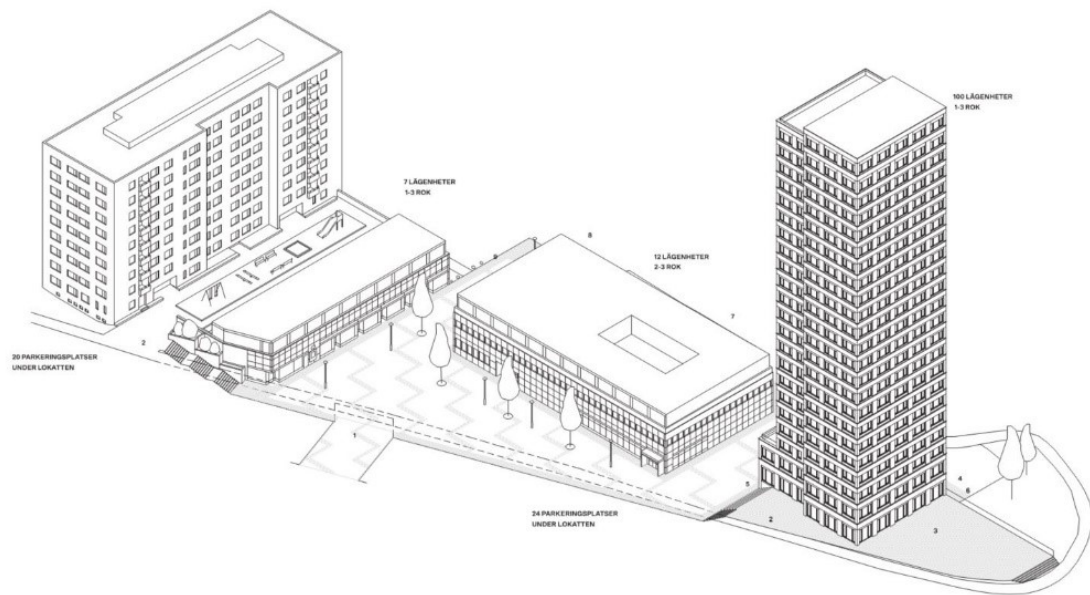 100 LÄGENHETER
1-3 ROK
7 LÄGENHETER
1-3 ROK
8
12 LÄGENHETER
2-3 ROK
9
7
2
20 PARKERINGSPLATSER
UNDER LOKATTEN
1
4
5
6
24 PARKERINGSPLATSER
UNDER LOKATTEN
2
3